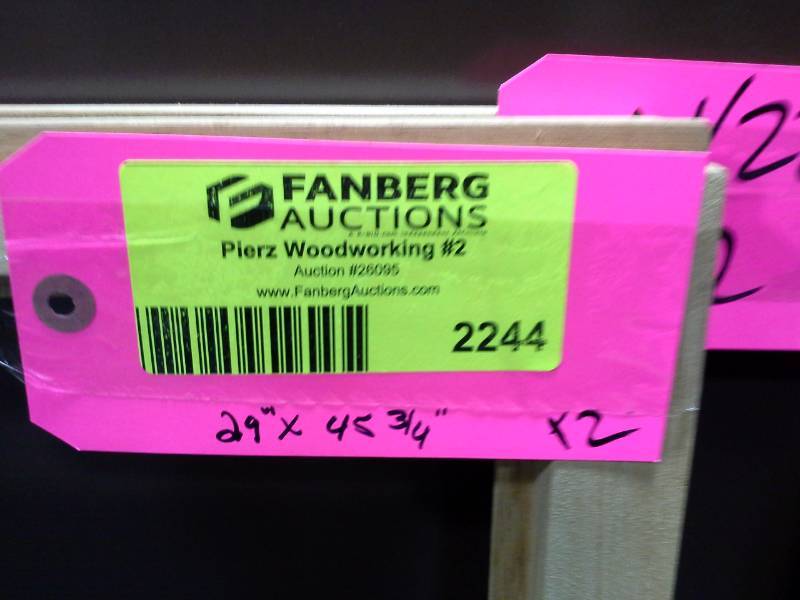 FANBERG
AUCTIONS
Pierz Woodworking #2
Auction #26095
www.FanbergAuctions.com
2244
29" x 45 3/4" x2